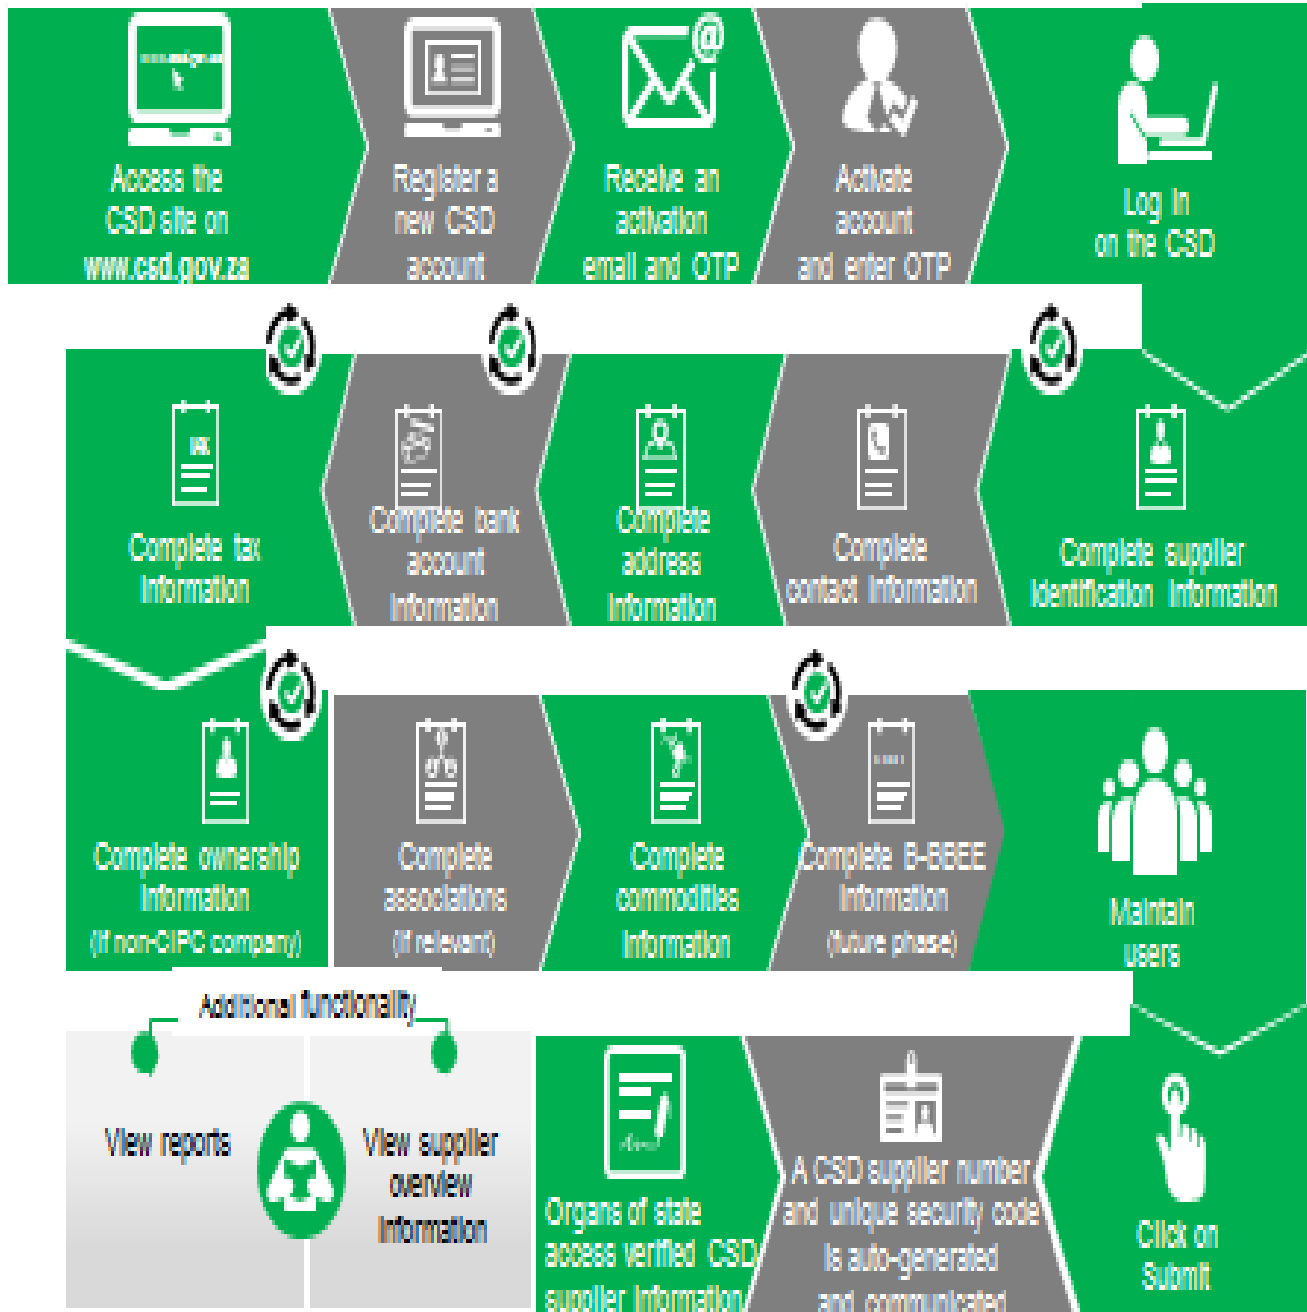 Access the
CSD site on
www.csd.gov.za
Register a
new CSD
account
Receive an
activation
email and OTP
Activate
account
and enter OTP
Log in
on the CSD
Complete tax
Information
Complete bank
account
Information
Complete
address
Information
Complete
contact Information
Complete supplier
Identification Information
Complete ownership
Information
(If non-CIPC company)
Complete
associations
(If relevant)
Complete
commodities
Information
Complete B-BBEE
Information
(future phase)
Maintain
users
Additional functionality
View reports
View supplier
overview
Information
Organs of state
access verified CSD
supplier Information
A CSD supplier number
and unique security code
is auto-generated
and communicated
Click on
Submit